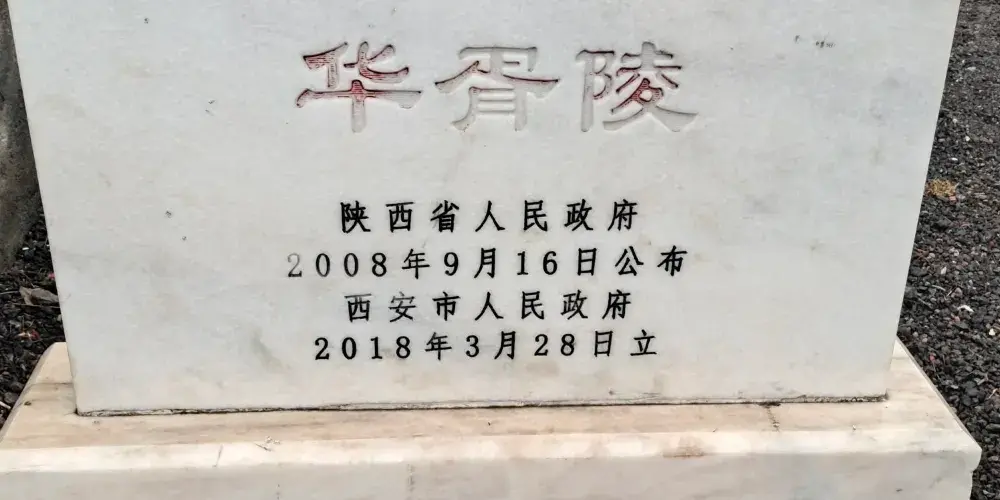 华胥陵
陕西省人民政府
2008年9月16日公布
西安市人民政府
2018年3月28日立